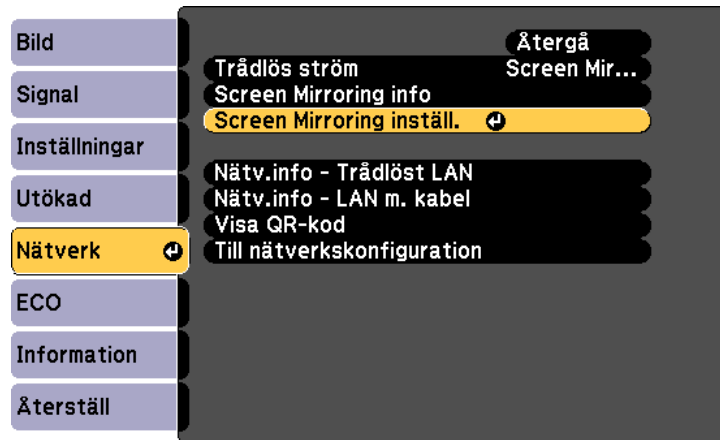 Bild
Signal
Inställningar
Utökad
Nätverk
ECO
Information
Återställ
Återgå
Trådlös ström Screen Mir...
Screen Mirroring info
Screen Mirroring inställ.
Nätv.info - Trådlöst LAN
Nätv.info - LAN m. kabel
Visa QR-kod
Till nätverkskonfiguration